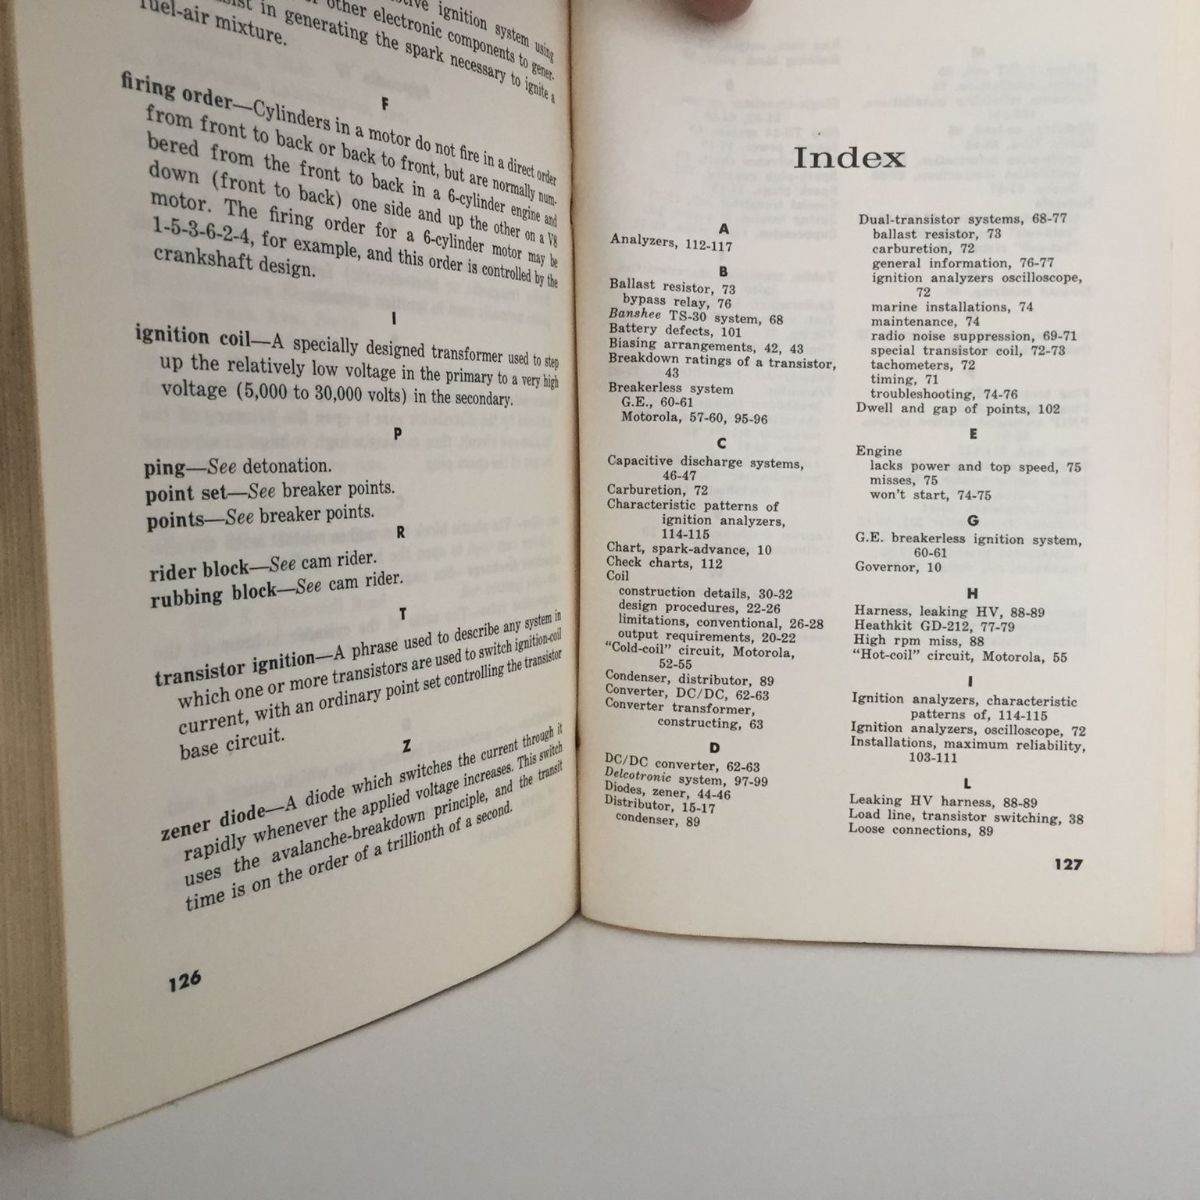 ignition system using
other electronic components to gener-
in generating the spark necessary to ignite a
fuel-air mixture.
F
firing order—Cylinders in a motor do not fire in a direct order
from front to back or back to front, but are normally num-
bered from the front to back in a 6-cylinder engine and
down (front to back) one side and up the other on a V8
motor. The firing order for a 6-cylinder motor may be
1-5-3-6-2-4, for example, and this order is controlled by the
crankshaft design.
I
ignition coil—A specially designed transformer used to step
up the relatively low voltage in the primary to a very high
voltage (5,000 to 30,000 volts) in the secondary.
P
ping—See detonation.
point set—See breaker points.
points—See breaker points.
R
rider block—See cam rider.
rubbing block—See cam rider.
T
transistor ignition—A phrase used to describe any system in
which one or more transistors are used to switch ignition-coil
current, with an ordinary point set controlling the transistor
base circuit.
Z
zener diode—A diode which switches the current through it
rapidly whenever the applied voltage increases. This switch
uses the avalanche-breakdown principle, and the transit
time is on the order of a trillionth of a second.
126
Index
A
Analyzers, 112-117
B
Ballast resistor, 73
bypass relay, 76
Banshee TS-30 system, 68
Battery defects, 101
Biasing arrangements, 42, 43
Breakdown ratings of a transistor,
43
Breakerless system
G.E., 60-61
Motorola, 57-60, 95-96
C
Capacitive discharge systems,
46-47
Carburetion, 72
Characteristic patterns of
ignition analyzers,
114-115
Chart, spark-advance, 10
Check charts, 112
Coil
construction details, 30-32
design procedures, 22-26
limitations, conventional, 26-28
output requirements, 20-22
"Cold-coil" circuit, Motorola,
52-55
Condenser, distributor, 89
Converter, DC/DC, 62-63
Converter transformer,
constructing, 63
D
DC/DC converter, 62-63
Delcotronic system, 97-99
Diodes, zener, 44-46
Distributor, 15-17
condenser, 89
Dual-transistor systems, 68-77
ballast resistor, 73
carburetion, 72
general information, 76-77
ignition analyzers oscilloscope,
72
marine installations, 74
maintenance, 74
radio noise suppression, 69-71
special transistor coil, 72-73
tachometers, 72
timing, 71
troubleshooting, 74-76
Dwell and gap of points, 102
E
Engine
lacks power and top speed, 75
misses, 75
won't start, 74-75
G
G.E. breakerless ignition system,
60-61
Governor, 10
H
Harness, leaking HV, 88-89
Heathkit GD-212, 77-79
High rpm miss, 88
"Hot-coil" circuit, Motorola, 55
I
Ignition analyzers, characteristic
patterns of, 114-115
Ignition analyzers, oscilloscope, 72
Installations, maximum reliability,
103-111
L
Leaking HV harness, 88-89
Load line, transistor switching, 38
Loose connections, 89
127